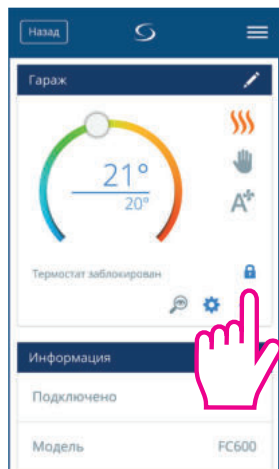 Назад
Гараж
21°
20°
A
Термостат заблокирован
Информация
Подключено
Модель FC600